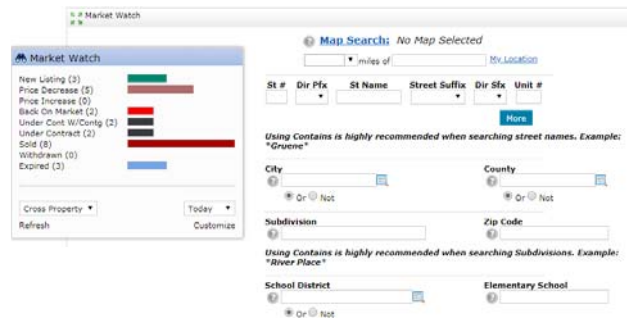 Market Watch
Map Search: No Map Selected
miles of
My Location
Market Watch
New Listing (3)
Price Decrease (5)
Price Increase (0)
Back On Market (2)
Under Cont W/Contg (2)
Under Contract (2)
Sold (8)
Withdrawn (0)
Expired (3)
Cross Property
Today
Refresh
Customize
St # Dir Pfx St Name Street Suffix Dir Sfx Unit #
More
Using Contains is highly recommended when searching street names. Example:
*Gruene*
City
County
Or Not
Or Not
Subdivision
Zip Code
Using Contains is highly recommended when searching Subdivisions. Example:
*River Place*
School District
Elementary School
Or Not